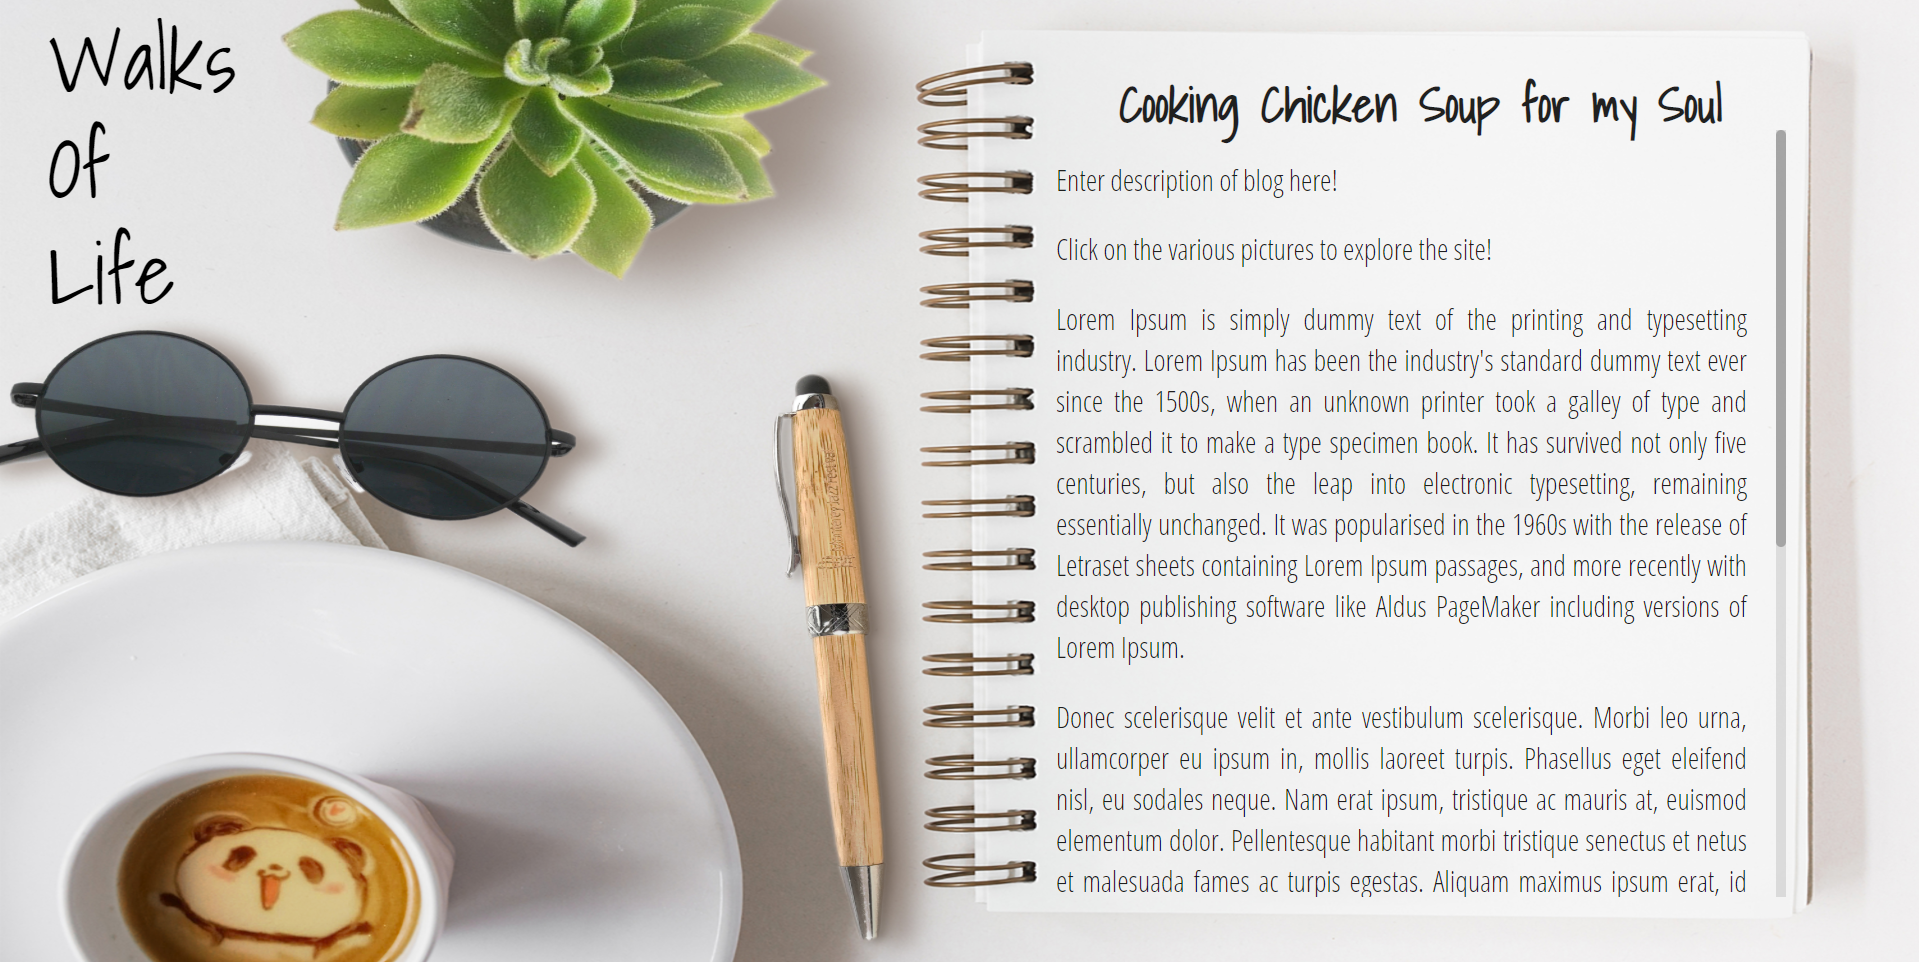 Walks
Of
Life
Cooking Chicken Soup for my Soul
Enter description of blog here!
Click on the various pictures to explore the site!
Lorem Ipsum is simply dummy text of the printing and typesetting
industry. Lorem Ipsum has been the industry's standard dummy text ever
since the 1500s, when an unknown printer took a galley of type and
scrambled it to make a type specimen book. It has survived not only five
centuries, but also the leap into electronic typesetting, remaining
essentially unchanged. It was popularised in the 1960s with the release of
Letraset sheets containing Lorem Ipsum passages, and more recently with
desktop publishing software like Aldus PageMaker including versions of
Lorem Ipsum.
Donec scelerisque velit et ante vestibulum scelerisque. Morbi leo urna,
ullamcorper eu ipsum in, mollis laoreet turpis. Phasellus eget eleifend
nisl, eu sodales neque. Nam erat ipsum, tristique ac mauris at, euismod
elementum dolor. Pellentesque habitant morbi tristique senectus et netus
et malesuada fames ac turpis egestas. Aliquam maximus ipsum erat, id